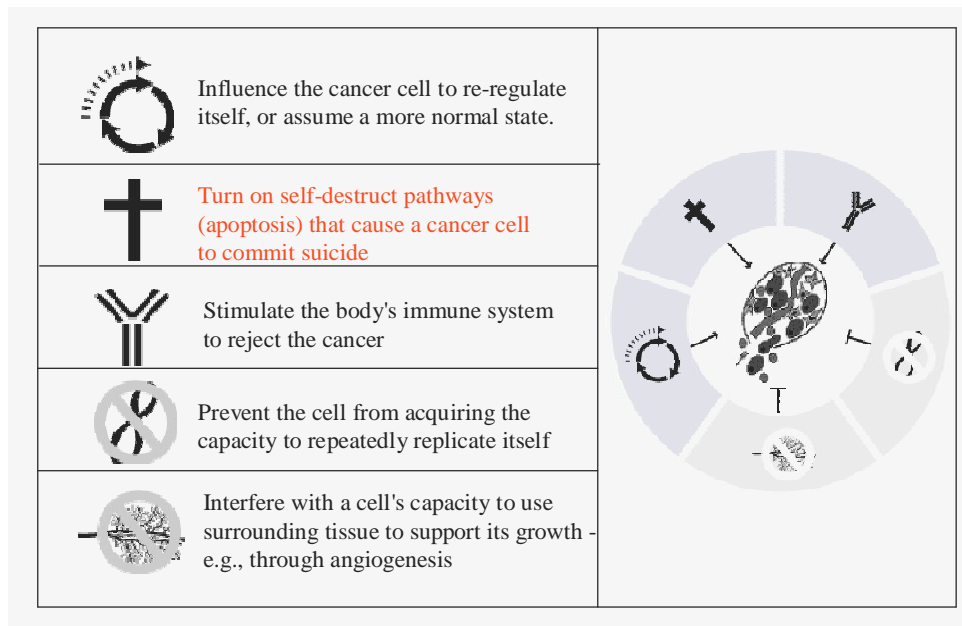 Influence the cancer cell to re-regulate
itself, or assume a more normal state.
Turn on self-destruct pathways
(apoptosis) that cause a cancer cell
to commit suicide
Stimulate the body's immune system
to reject the cancer
Prevent the cell from acquiring the
capacity to repeatedly replicate itself
Interfere with a cell's capacity to use
surrounding tissue to support its growth -
e.g., through angiogenesis